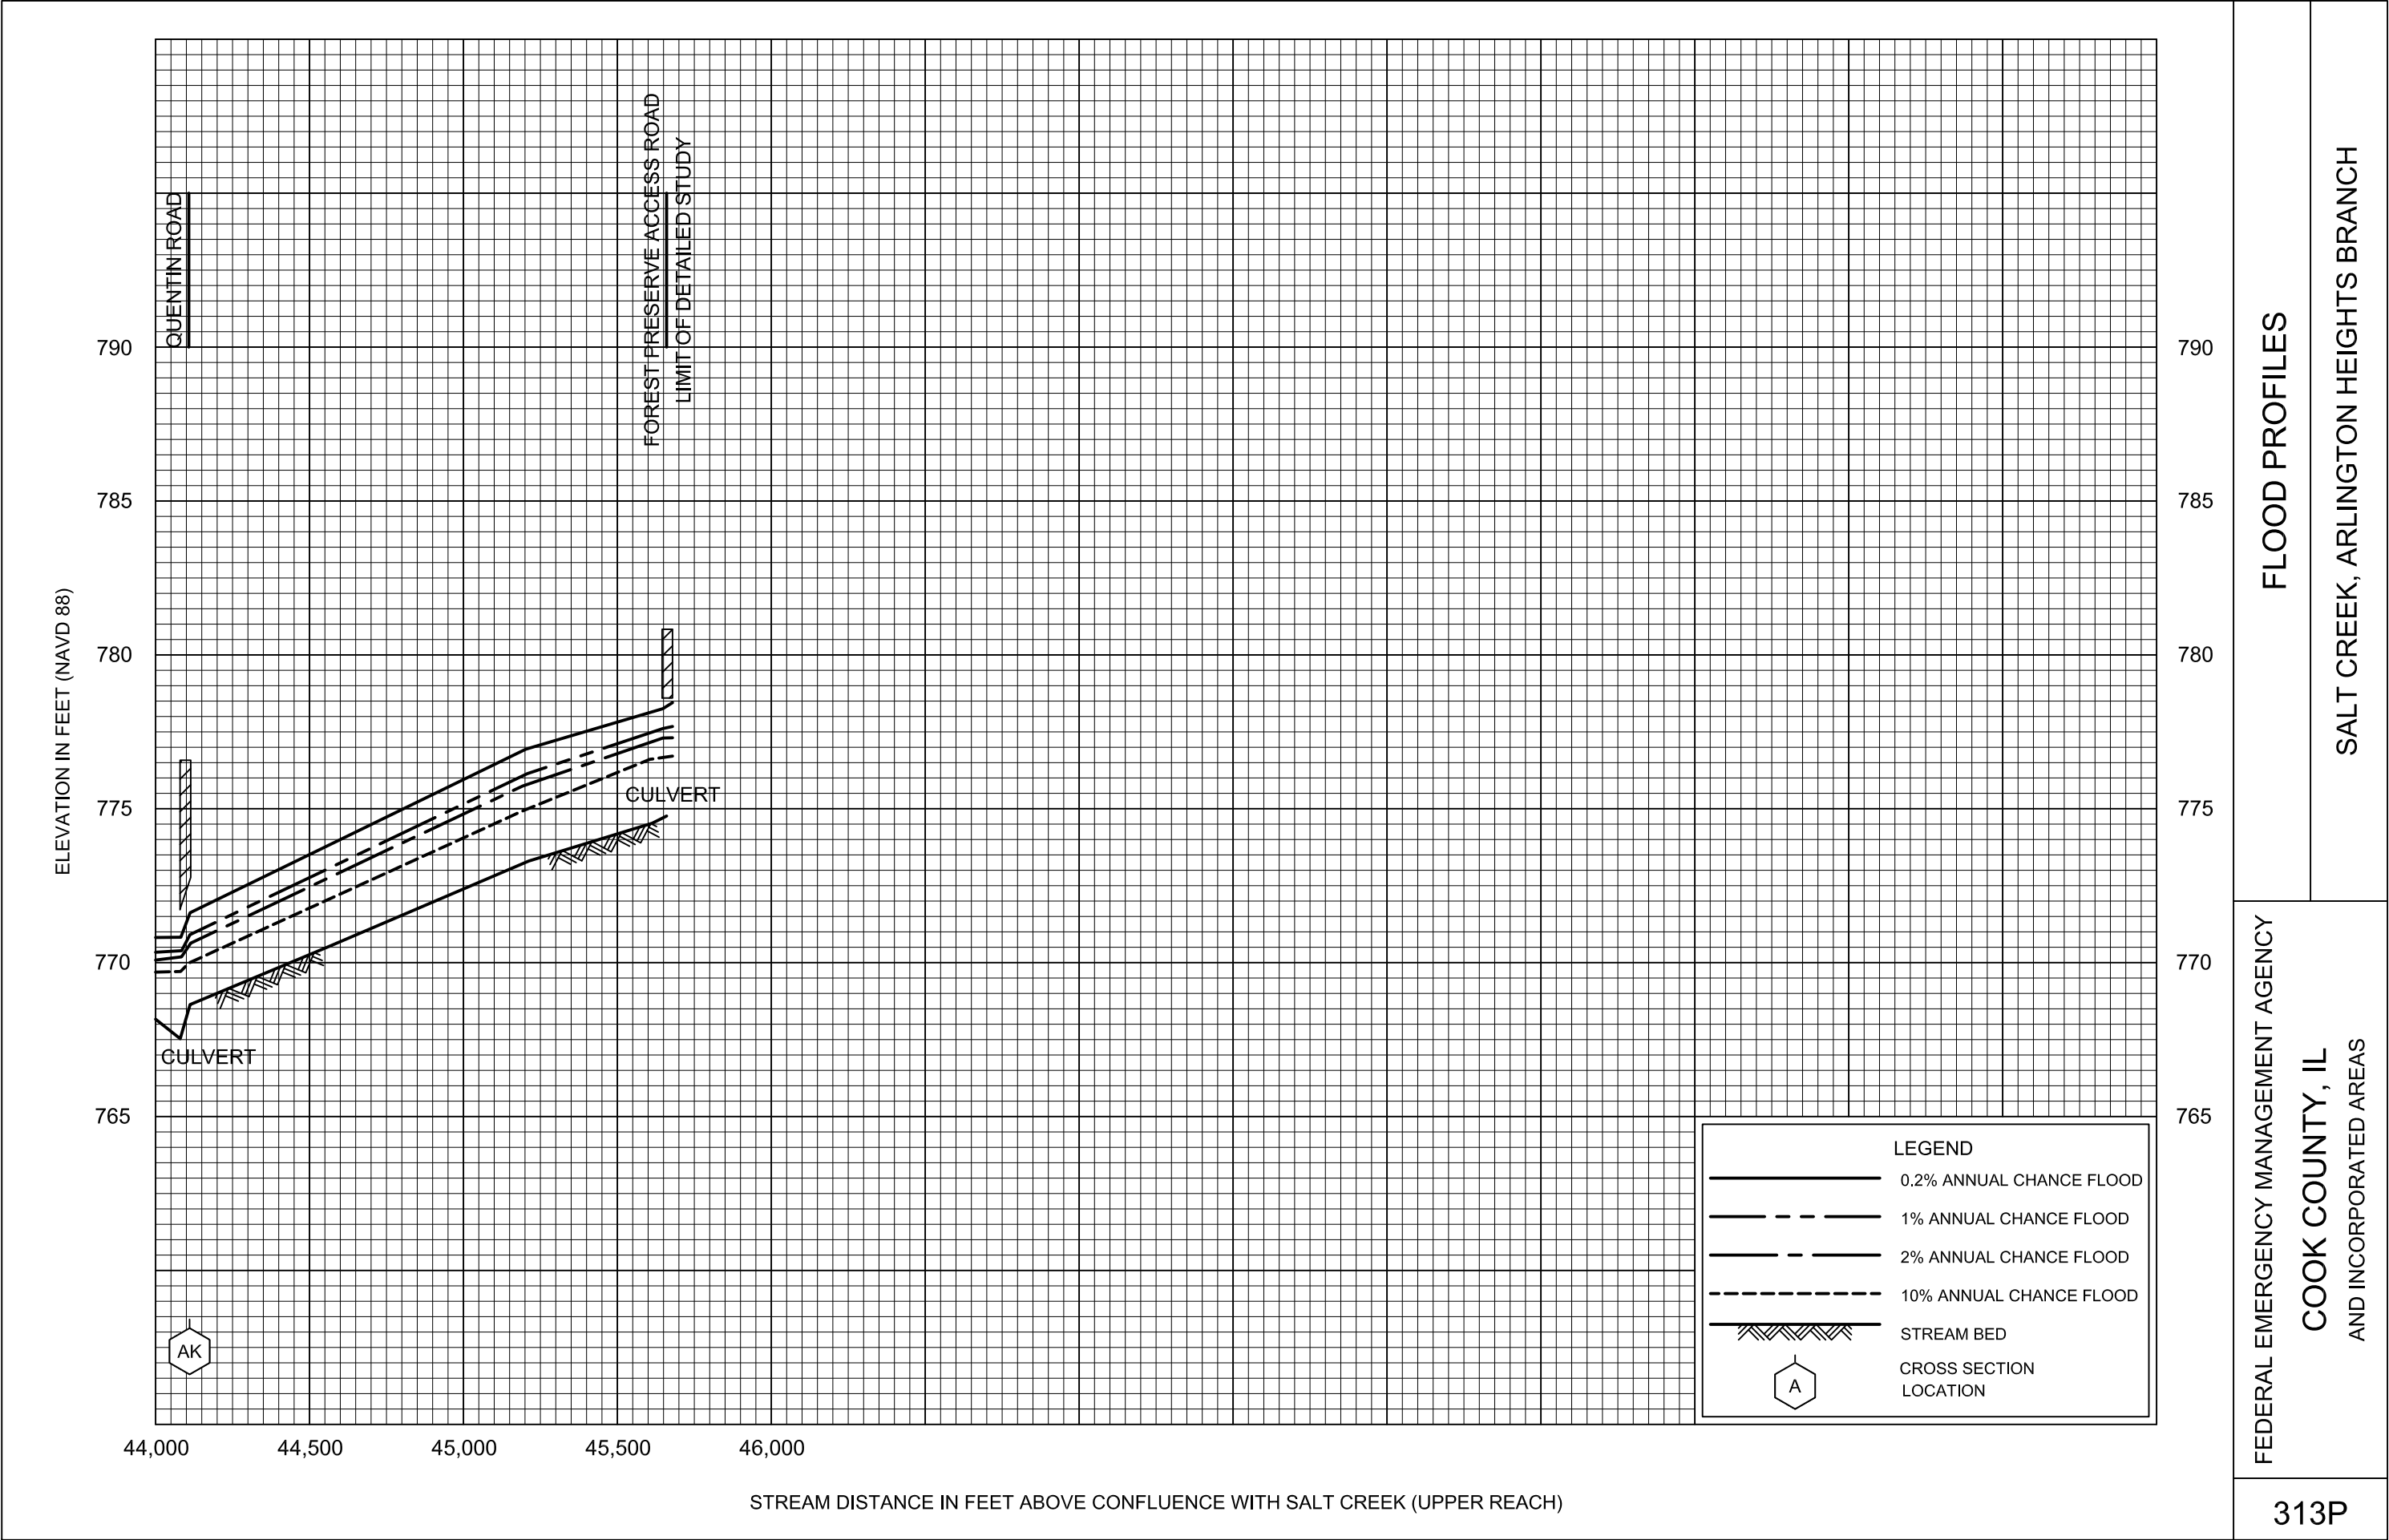 QUENTIN ROAD
FOREST PRESERVE ACCESS ROAD
LIMIT OF DETAILED STUDY
ELEVATION IN FEET (NAVD 88)
790
785
780
775
770
765
790
785
780
775
770
765
CULVERT
CULVERT
AK
LEGEND
0.2% ANNUAL CHANCE FLOOD
1% ANNUAL CHANCE FLOOD
2% ANNUAL CHANCE FLOOD
10% ANNUAL CHANCE FLOOD
STREAM BED
A
CROSS SECTION
LOCATION
44,000
44,500
45,000
45,500
46,000
STREAM DISTANCE IN FEET ABOVE CONFLUENCE WITH SALT CREEK (UPPER REACH)
FLOOD PROFILES
SALT CREEK, ARLINGTON HEIGHTS BRANCH
FEDERAL EMERGENCY MANAGEMENT AGENCY
COOK COUNTY, IL
AND INCORPORATED AREAS
313P